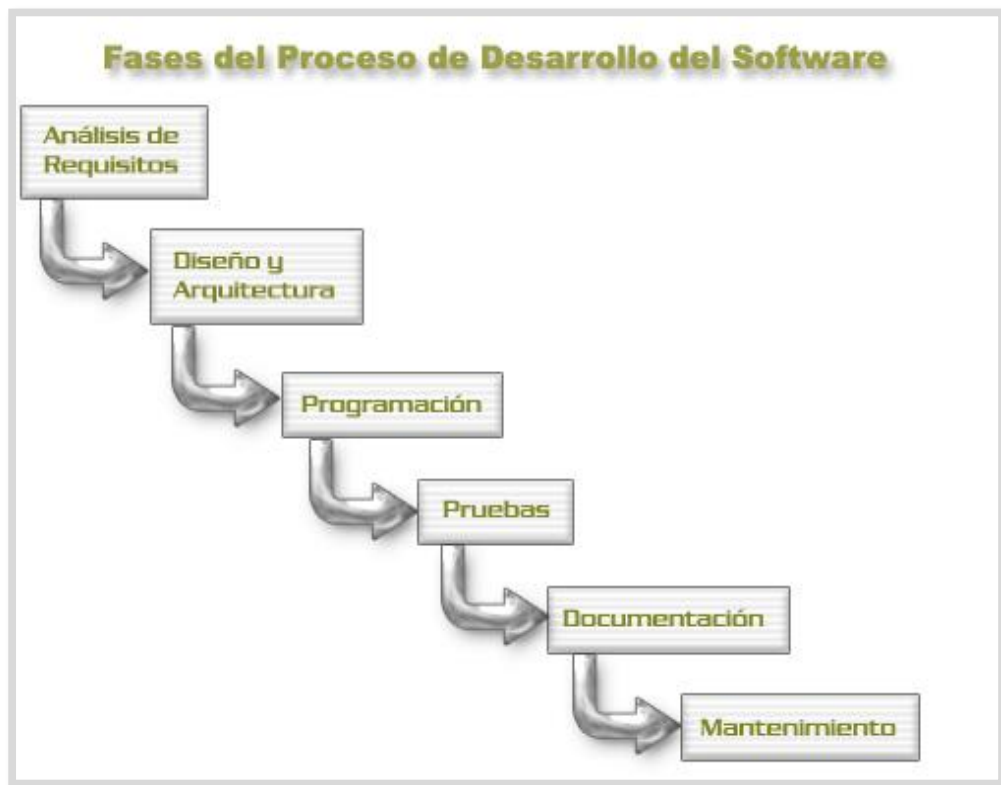 Fases del Proceso de Desarrollo del Software
Análisis de
Requisitos
Diseño y
Arquitectura
Programación
Pruebas
Documentación
Mantenimiento